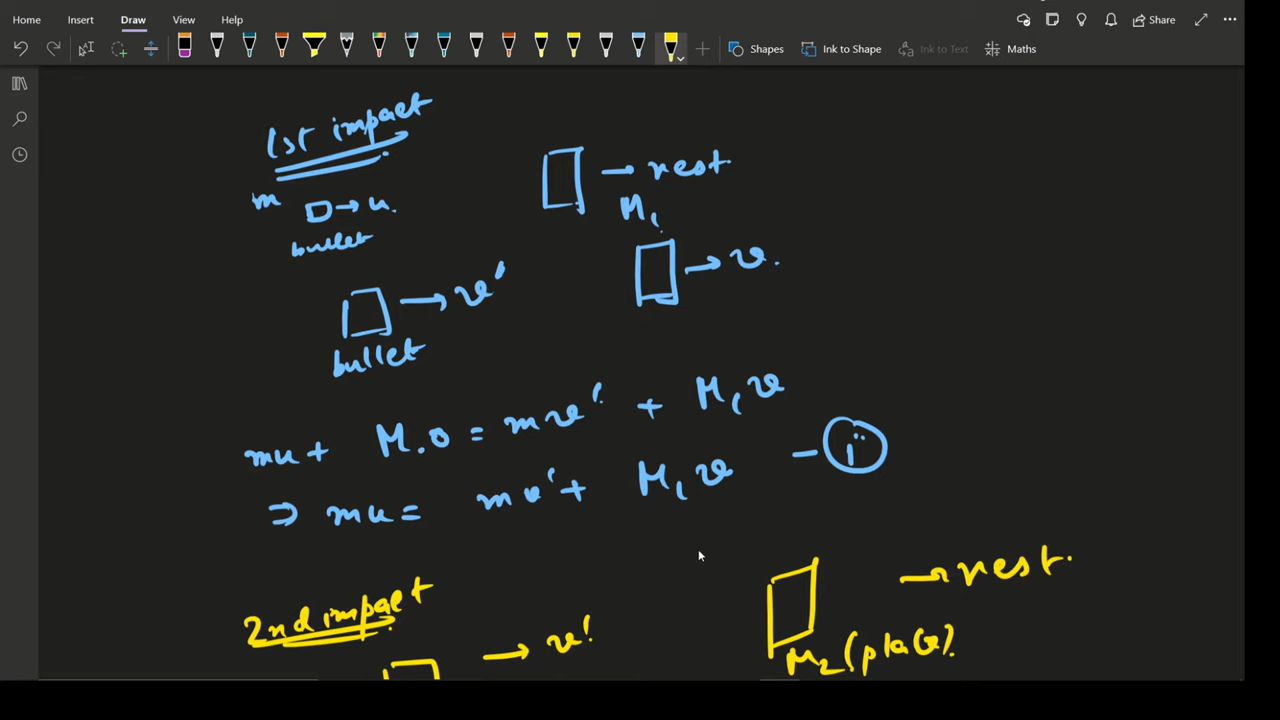 Home Insert Draw View Help
Share
Shapes Ink to Shape Ink to Text Maths
1st impact
m D → u.
bullet
→ rest
M₁
→ v.
→ v'
bullet
mu + M.0 = mv' + M₁v
⇒ mu = mv' + M₁v — (i)
2nd impact
→ v'
→ rest.
M₂ (plate).